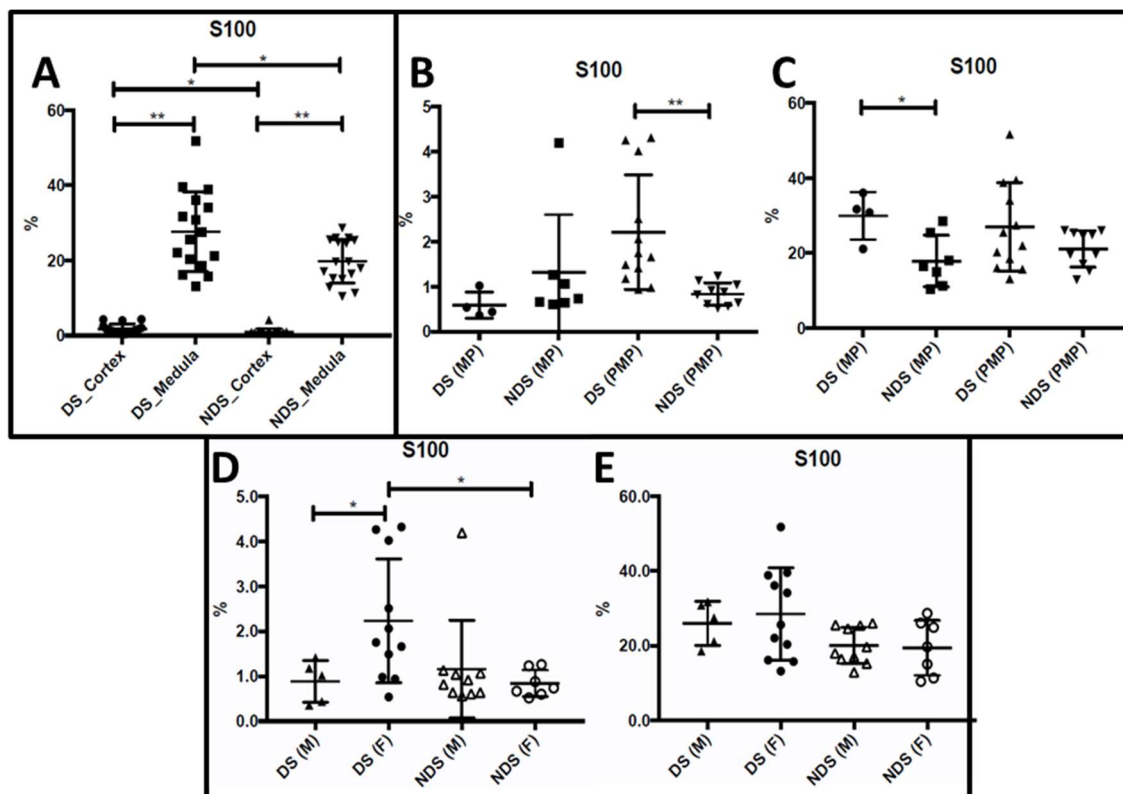 S100
A
*
*
**
**
60
40
20
0
%
DS_Cortex
DS_Medula
NDS_Cortex
NDS_Medula
B
S100
**
5
4
3
2
1
0
%
DS (MP)
NDS (MP)
DS (PMP)
NDS (PMP)
C
S100
*
60
40
20
0
%
DS (MP)
NDS (MP)
DS (PMP)
NDS (PMP)
D
S100
*
*
5.0
4.0
3.0
2.0
1.0
0.0
%
DS (M)
DS (F)
NDS (M)
NDS (F)
E
S100
60.0
40.0
20.0
0.0
%
DS (M)
DS (F)
NDS (M)
NDS (F)